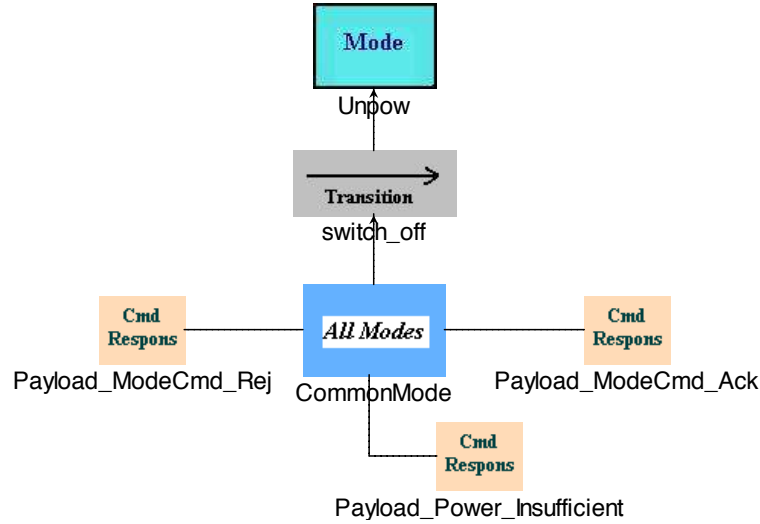 Mode
Unpow
Transition
switch_off
Cmd
Respons
Payload_ModeCmd_Rej
All Modes
CommonMode
Cmd
Respons
Payload_ModeCmd_Ack
Cmd
Respons
Payload_Power_Insufficient